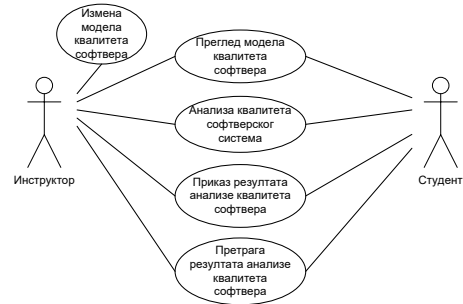 Измена
модела
квалитета
софтвера
Преглед модела
квалитета
софтвера
Анализа квалитета
софтверског
система
Инструктор
Студент
Приказ резултата
анализе квалитета
софтвера
Претрага
резултата анализе
квалитета
софтвера